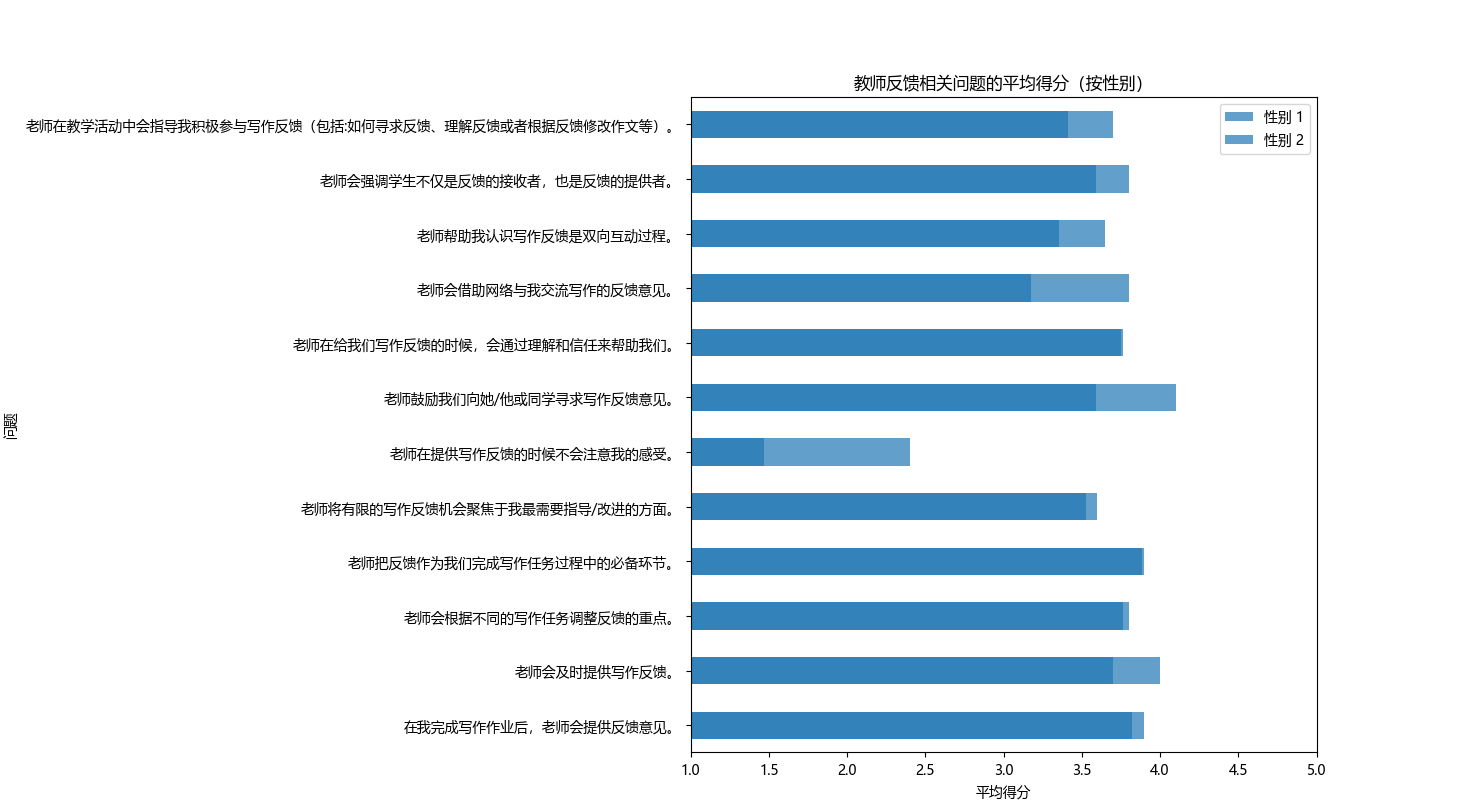 教师反馈相关问题的平均得分（按性别）
性别 1
性别 2
老师在教学活动中会指导我积极参与写作反馈（包括:如何寻求反馈、理解反馈或者根据反馈修改作文等）。
老师会强调学生不仅是反馈的接收者，也是反馈的提供者。
老师帮助我认识写作反馈是双向互动过程。
老师会借助网络与我交流写作的反馈意见。
老师在给我们写作反馈的时候，会通过理解和信任来帮助我们。
老师鼓励我们向她/他或同学寻求写作反馈意见。
老师在提供写作反馈的时候不会注意我的感受。
老师将有限的写作反馈机会聚焦于我最需要指导/改进的方面。
老师把反馈作为我们完成写作任务过程中的必备环节。
老师会根据不同的写作任务调整反馈的重点。
老师会及时提供写作反馈。
在我完成写作作业后，老师会提供反馈意见。
问题
1.0 1.5 2.0 2.5 3.0 3.5 4.0 4.5 5.0
平均得分